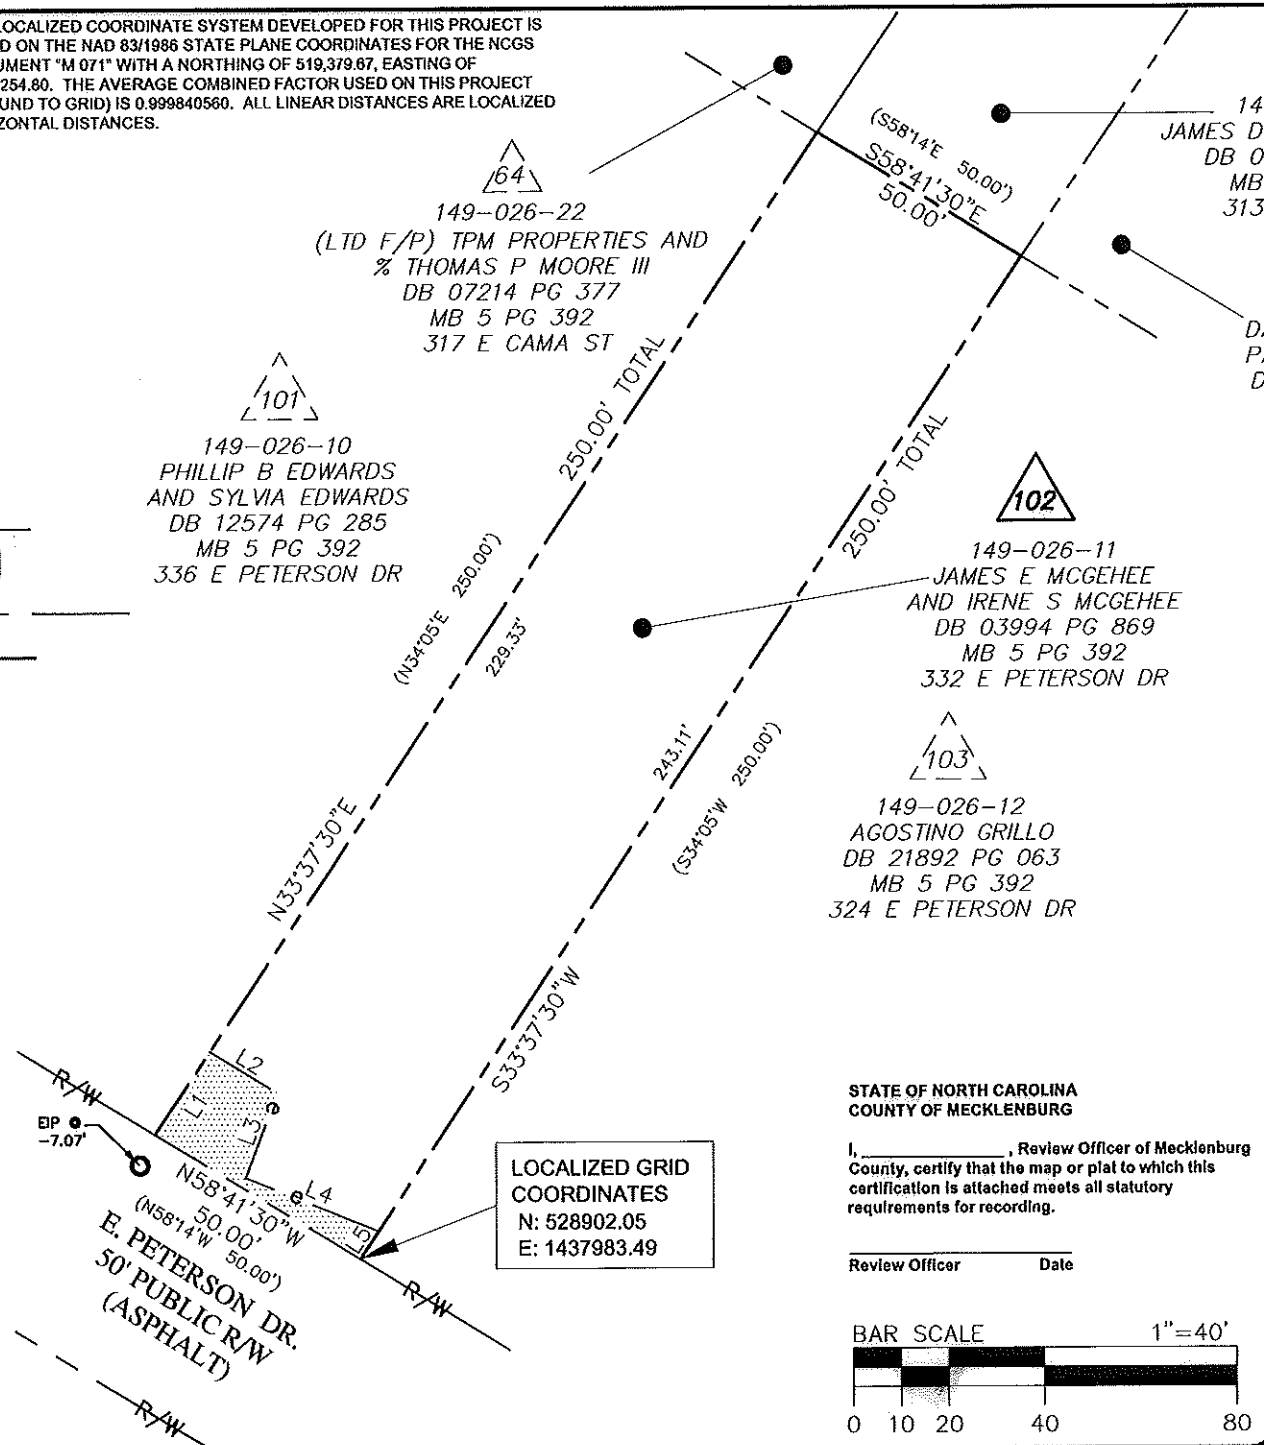 LOCALIZED COORDINATE SYSTEM DEVELOPED FOR THIS PROJECT IS
ON THE NAD 83/1986 STATE PLANE COORDINATES FOR THE NCGS
"M 071" WITH A NORTHING OF 519,379.67, EASTING OF
254.80. THE AVERAGE COMBINED FACTOR USED ON THIS PROJECT
TO GRID) IS 0.999840560. ALL LINEAR DISTANCES ARE LOCALIZED
DISTANCES.
64
149-026-22
(LTD F/P) TPM PROPERTIES AND
% THOMAS P MOORE III
DB 07214 PG 377
MB 5 PG 392
317 E CAMA ST
(S58°14'E 50.00')
S58°41'30"E
50.00'
14
JAMES D
DB 0
MB
313
101
149-026-10
PHILLIP B EDWARDS
AND SYLVIA EDWARDS
DB 12574 PG 285
MB 5 PG 392
336 E PETERSON DR
250.00' TOTAL
(N34°05'E 250.00')
229.33'
N33°37'30"E
250.00' TOTAL
243.11'
(S34°05'W 250.00')
S33°37'30"W
102
149-026-11
JAMES E MCGEHEE
AND IRENE S MCGEHEE
DB 03994 PG 869
MB 5 PG 392
332 E PETERSON DR
103
149-026-12
AGOSTINO GRILLO
DB 21892 PG 063
MB 5 PG 392
324 E PETERSON DR
R/W
EIP
-7.07'
L1
L2
e
L3
e
L4
L5
N58°41'30"W
50.00'
(N58°14'W 50.00')
E. PETERSON DR.
50' PUBLIC R/W
(ASPHALT)
R/W
R/W
LOCALIZED GRID
COORDINATES
N: 528902.05
E: 1437983.49
STATE OF NORTH CAROLINA
COUNTY OF MECKLENBURG
I, ____________, Review Officer of Mecklenburg
County, certify that the map or plat to which this
certification is attached meets all statutory
requirements for recording.
Review Officer Date
BAR SCALE 1"=40'
0 10 20 40 80